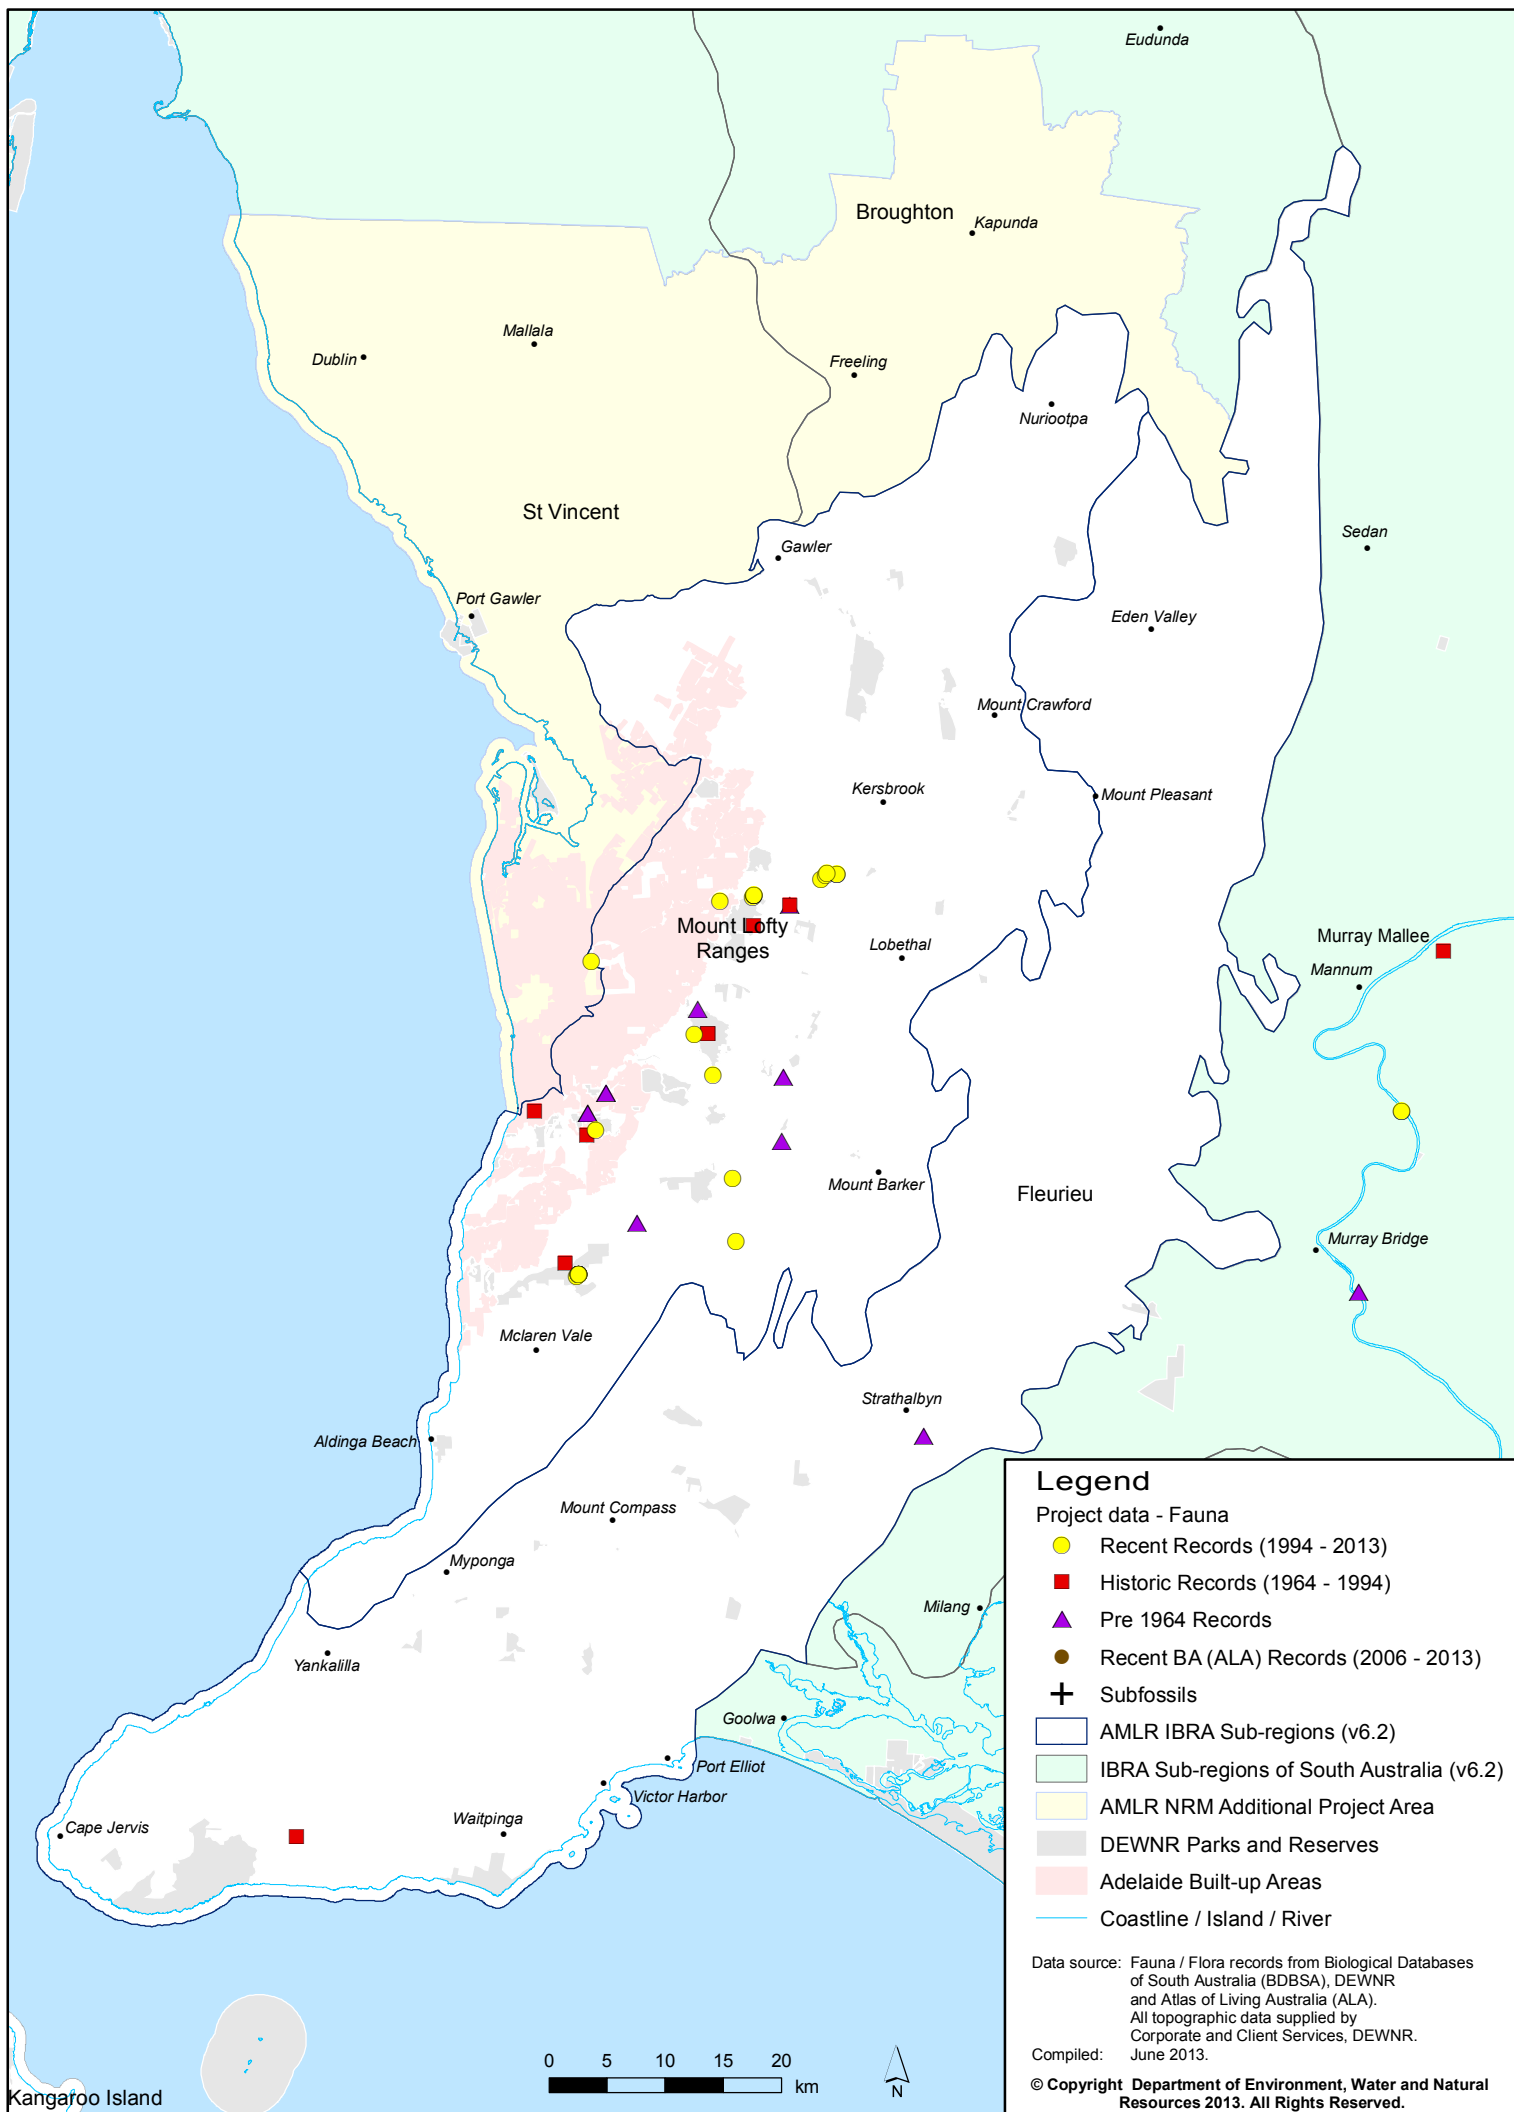 Eudunda
Broughton
Kapunda
Mallala
Dublin
Freeling
Nuriootpa
St Vincent
Sedan
Gawler
Port Gawler
Eden Valley
Mount Crawford
Kersbrook
Mount Pleasant
Mount Lofty
Ranges
Lobethal
Murray Mallee
Mannum
Mount Barker
Fleurieu
Murray Bridge
Mclaren Vale
Strathalbyn
Aldinga Beach
Mount Compass
Myponga
Milang
Yankalilla
Goolwa
Port Elliot
Victor Harbor
Waitpinga
Cape Jervis
Kangaroo Island
0 5 10 15 20
km
N
Legend
Project data - Fauna
Recent Records (1994 - 2013)
Historic Records (1964 - 1994)
Pre 1964 Records
Recent BA (ALA) Records (2006 - 2013)
Subfossils
AMLR IBRA Sub-regions (v6.2)
IBRA Sub-regions of South Australia (v6.2)
AMLR NRM Additional Project Area
DEWNR Parks and Reserves
Adelaide Built-up Areas
Coastline / Island / River
Data source: Fauna / Flora records from Biological Databases
of South Australia (BDBSA), DEWNR
and Atlas of Living Australia (ALA).
All topographic data supplied by
Corporate and Client Services, DEWNR.
Compiled: June 2013.
© Copyright Department of Environment, Water and Natural
Resources 2013. All Rights Reserved.